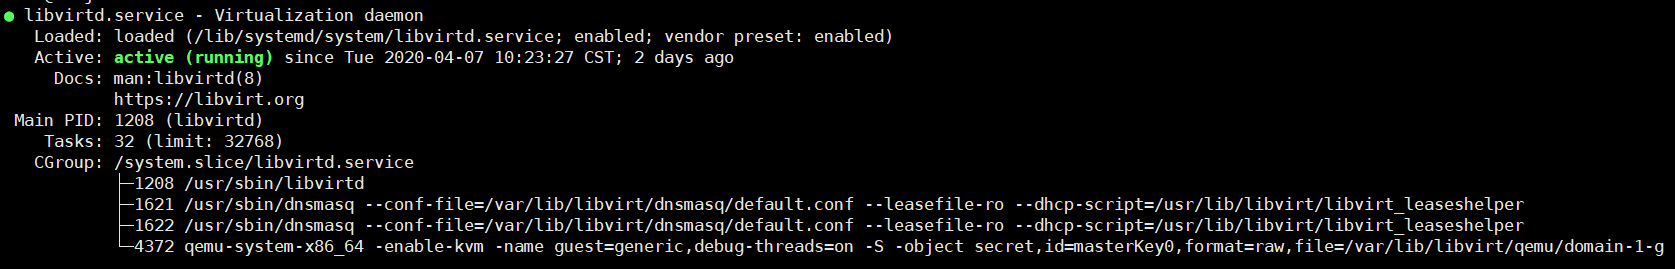 ● libvirtd.service - Virtualization daemon
Loaded: loaded (/lib/systemd/system/libvirtd.service; enabled; vendor preset: enabled)
Active: active (running) since Tue 2020-04-07 10:23:27 CST; 2 days ago
Docs: man:libvirtd(8)
https://libvirt.org
Main PID: 1208 (libvirtd)
Tasks: 32 (limit: 32768)
CGroup: /system.slice/libvirtd.service
├─1208 /usr/sbin/libvirtd
├─1621 /usr/sbin/dnsmasq --conf-file=/var/lib/libvirt/dnsmasq/default.conf --leasefile-ro --dhcp-script=/usr/lib/libvirt/libvirt_leaseshelper
├─1622 /usr/sbin/dnsmasq --conf-file=/var/lib/libvirt/dnsmasq/default.conf --leasefile-ro --dhcp-script=/usr/lib/libvirt/libvirt_leaseshelper
└─4372 qemu-system-x86_64 -enable-kvm -name guest=generic,debug-threads=on -S -object secret,id=masterKey0,format=raw,file=/var/lib/libvirt/qemu/domain-1-g